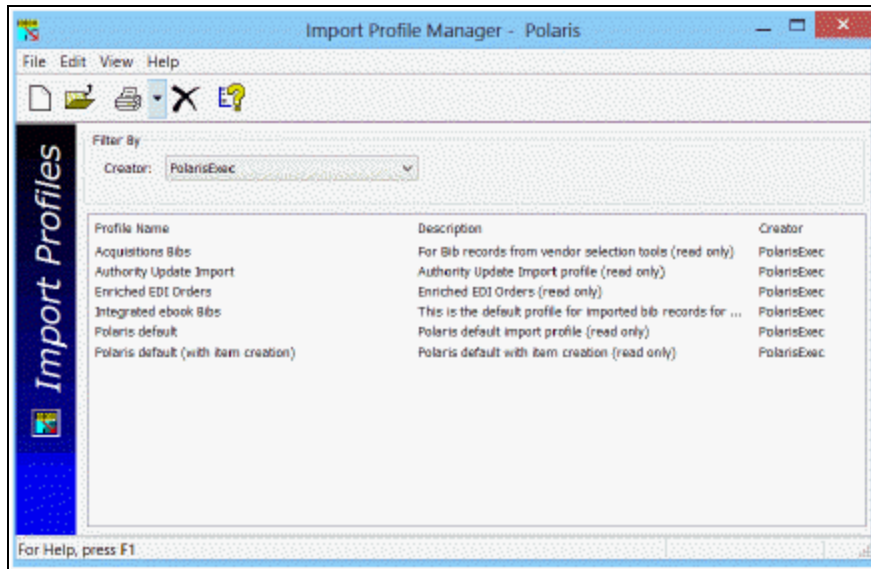 Import Profile Manager - Polaris
File Edit View Help
Import Profiles
Filter By
Creator: PolarisExec
Profile Name Description Creator
Acquisitions Bibs For Bib records from vendor selection tools (read only) PolarisExec
Authority Update Import Authority Update Import profile (read only) PolarisExec
Enriched EDI Orders Enriched EDI Orders (read only) PolarisExec
Integrated ebook Bibs This is the default profile for imported bib records for ... PolarisExec
Polaris default Polaris default import profile (read only) PolarisExec
Polaris default (with item creation) Polaris default with item creation (read only) PolarisExec
For Help, press F1